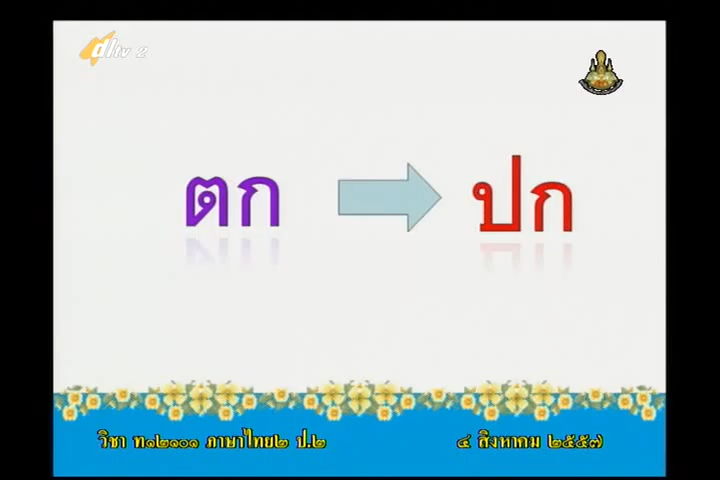 dltv 2
ตก ปก
วิชา ท๑๒๑๐๑ ภาษาไทย๒ ป.๒ ๔ สิงหาคม ๒๕๕๗